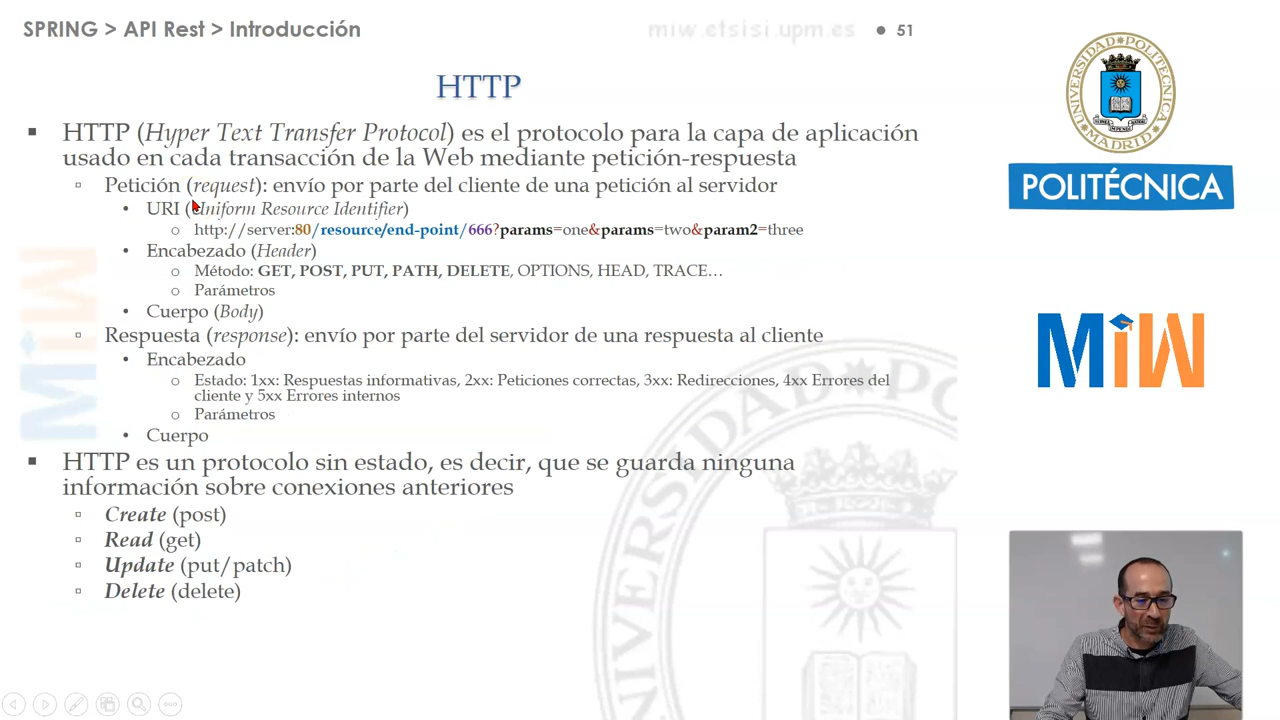 SPRING > API Rest > Introducción
miw.etsisi.upm.es
51
HTTP
HTTP (Hyper Text Transfer Protocol) es el protocolo para la capa de aplicación
usado en cada transacción de la Web mediante petición-respuesta
Petición (request): envío por parte del cliente de una petición al servidor
URI (Uniform Resource Identifier)
http://server:80/resource/end-point/666?params=one&params=two&param2=three
Encabezado (Header)
Método: GET, POST, PUT, PATH, DELETE, OPTIONS, HEAD, TRACE…
Parámetros
Cuerpo (Body)
Respuesta (response): envío por parte del servidor de una respuesta al cliente
Encabezado
Estado: 1xx: Respuestas informativas, 2xx: Peticiones correctas, 3xx: Redirecciones, 4xx Errores del
cliente y 5xx Errores internos
Parámetros
Cuerpo
HTTP es un protocolo sin estado, es decir, que se guarda ninguna
información sobre conexiones anteriores
Create (post)
Read (get)
Update (put/patch)
Delete (delete)
UNIVERSIDAD POLITÉCNICA MADRID
POLITÉCNICA
MiW
MiW